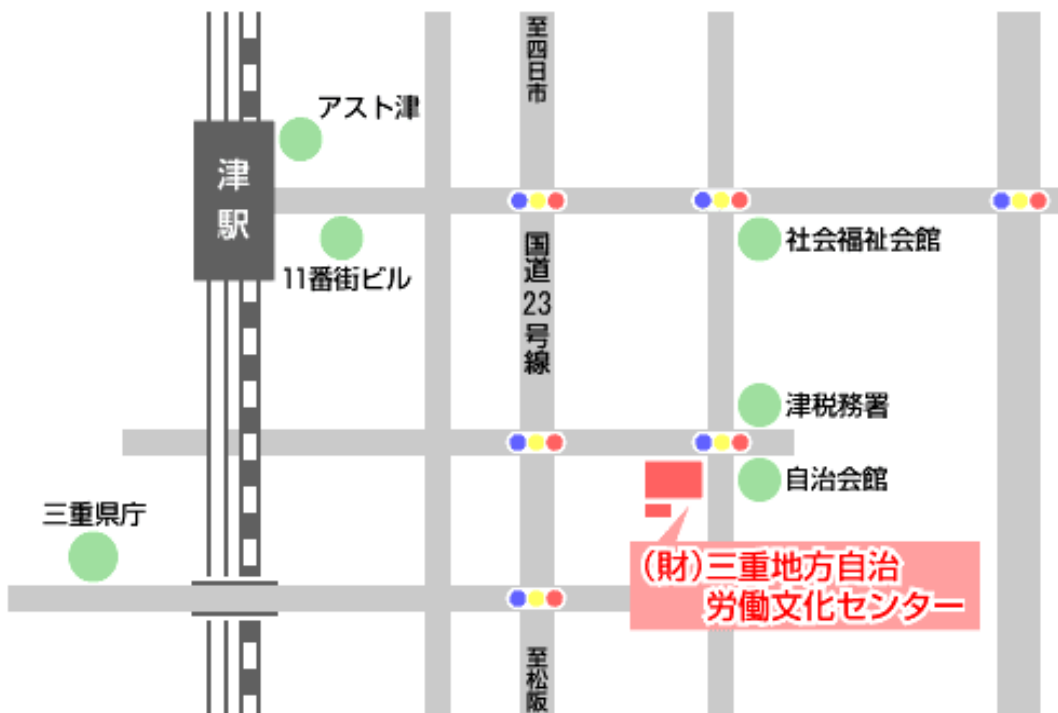 至四日市
アスト津
津駅
11番街ビル
国道23号線
社会福祉会館
津税務署
自治会館
三重県庁
(財)三重地方自治
労働文化センター
至松阪